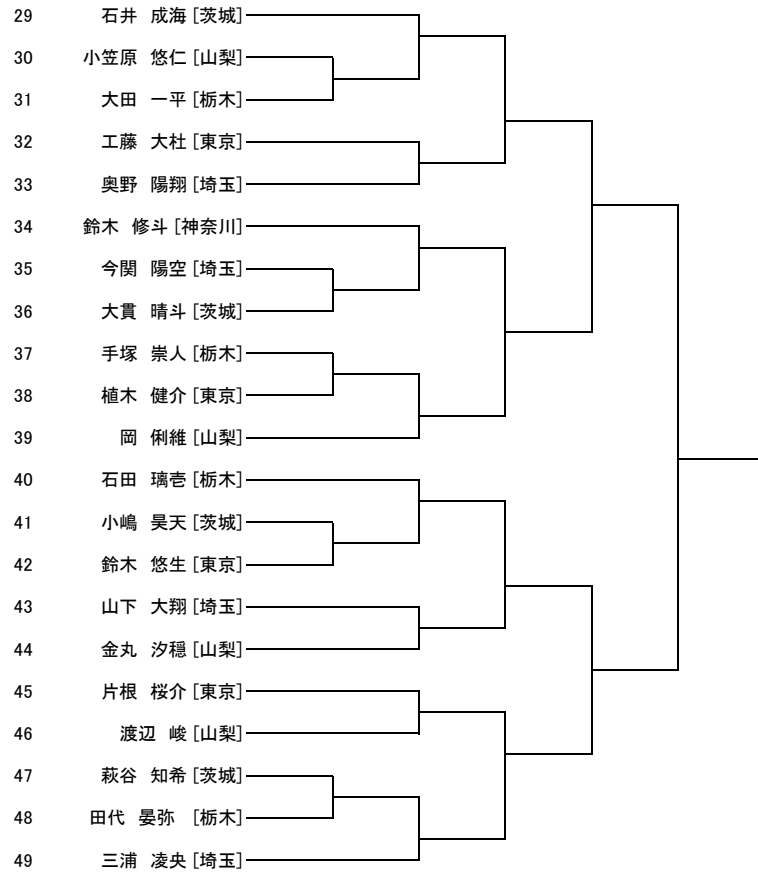 29 石井 成海 [茨城]
30 小笠原 悠仁 [山梨]
31 大田 一平 [栃木]
32 工藤 大杜 [東京]
33 奥野 陽翔 [埼玉]
34 鈴木 修斗 [神奈川]
35 今関 陽空 [埼玉]
36 大貫 晴斗 [茨城]
37 手塚 崇人 [栃木]
38 植木 健介 [東京]
39 岡 俐維 [山梨]
40 石田 璃壱 [栃木]
41 小嶋 昊天 [茨城]
42 鈴木 悠生 [東京]
43 山下 大翔 [埼玉]
44 金丸 汐穏 [山梨]
45 片根 桜介 [東京]
46 渡辺 峻 [山梨]
47 萩谷 知希 [茨城]
48 田代 晏弥 [栃木]
49 三浦 凌央 [埼玉]